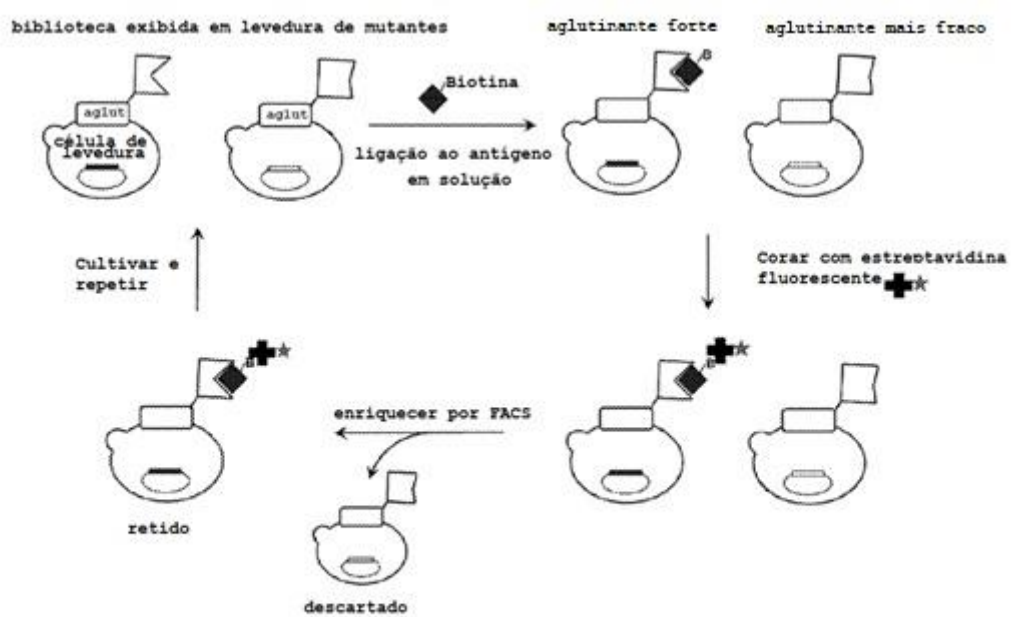 biblioteca exibida em levedura de mutantes
aglutinante forte
aglutinante mais fraco
B
Biotina
aglut
aglut
célula de
levedura
ligação ao antígeno
em solução
Cultivar e
repetir
Corar com estreptavidina
fluorescente
B
B
enriquecer por FACS
retido
descartado